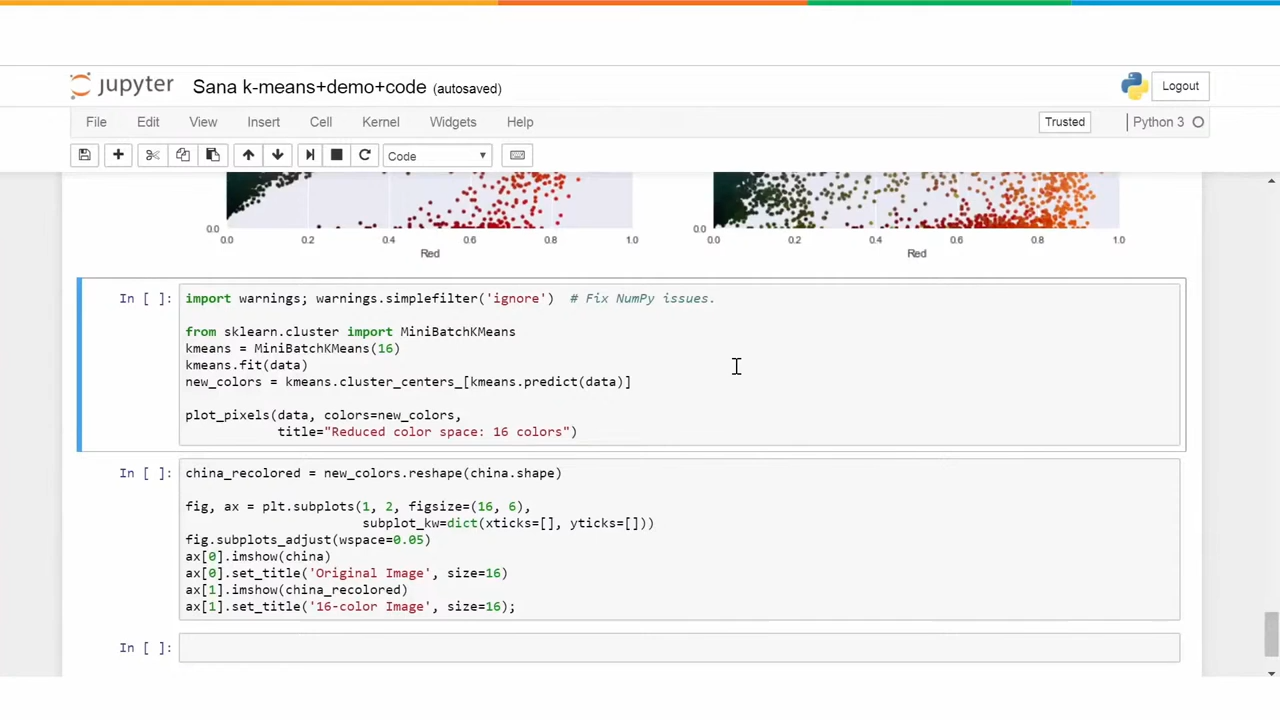 jupyter Sana k-means+demo+code (autosaved) Logout
File Edit View Insert Cell Kernel Widgets Help Trusted Python 3
Code
0.0 0.0
0.0 0.2 0.4 0.6 0.8 1.0 0.0 0.2 0.4 0.6 0.8 1.0
Red Red
In [ ]: import warnings; warnings.simplefilter('ignore')  # Fix NumPy issues.
from sklearn.cluster import MiniBatchKMeans
kmeans = MiniBatchKMeans(16)
kmeans.fit(data)
new_colors = kmeans.cluster_centers_[kmeans.predict(data)]
plot_pixels(data, colors=new_colors,
title="Reduced color space: 16 colors")
In [ ]: china_recolored = new_colors.reshape(china.shape)
fig, ax = plt.subplots(1, 2, figsize=(16, 6),
subplot_kw=dict(xticks=[], yticks=[]))
fig.subplots_adjust(wspace=0.05)
ax[0].imshow(china)
ax[0].set_title('Original Image', size=16)
ax[1].imshow(china_recolored)
ax[1].set_title('16-color Image', size=16);
In [ ]: